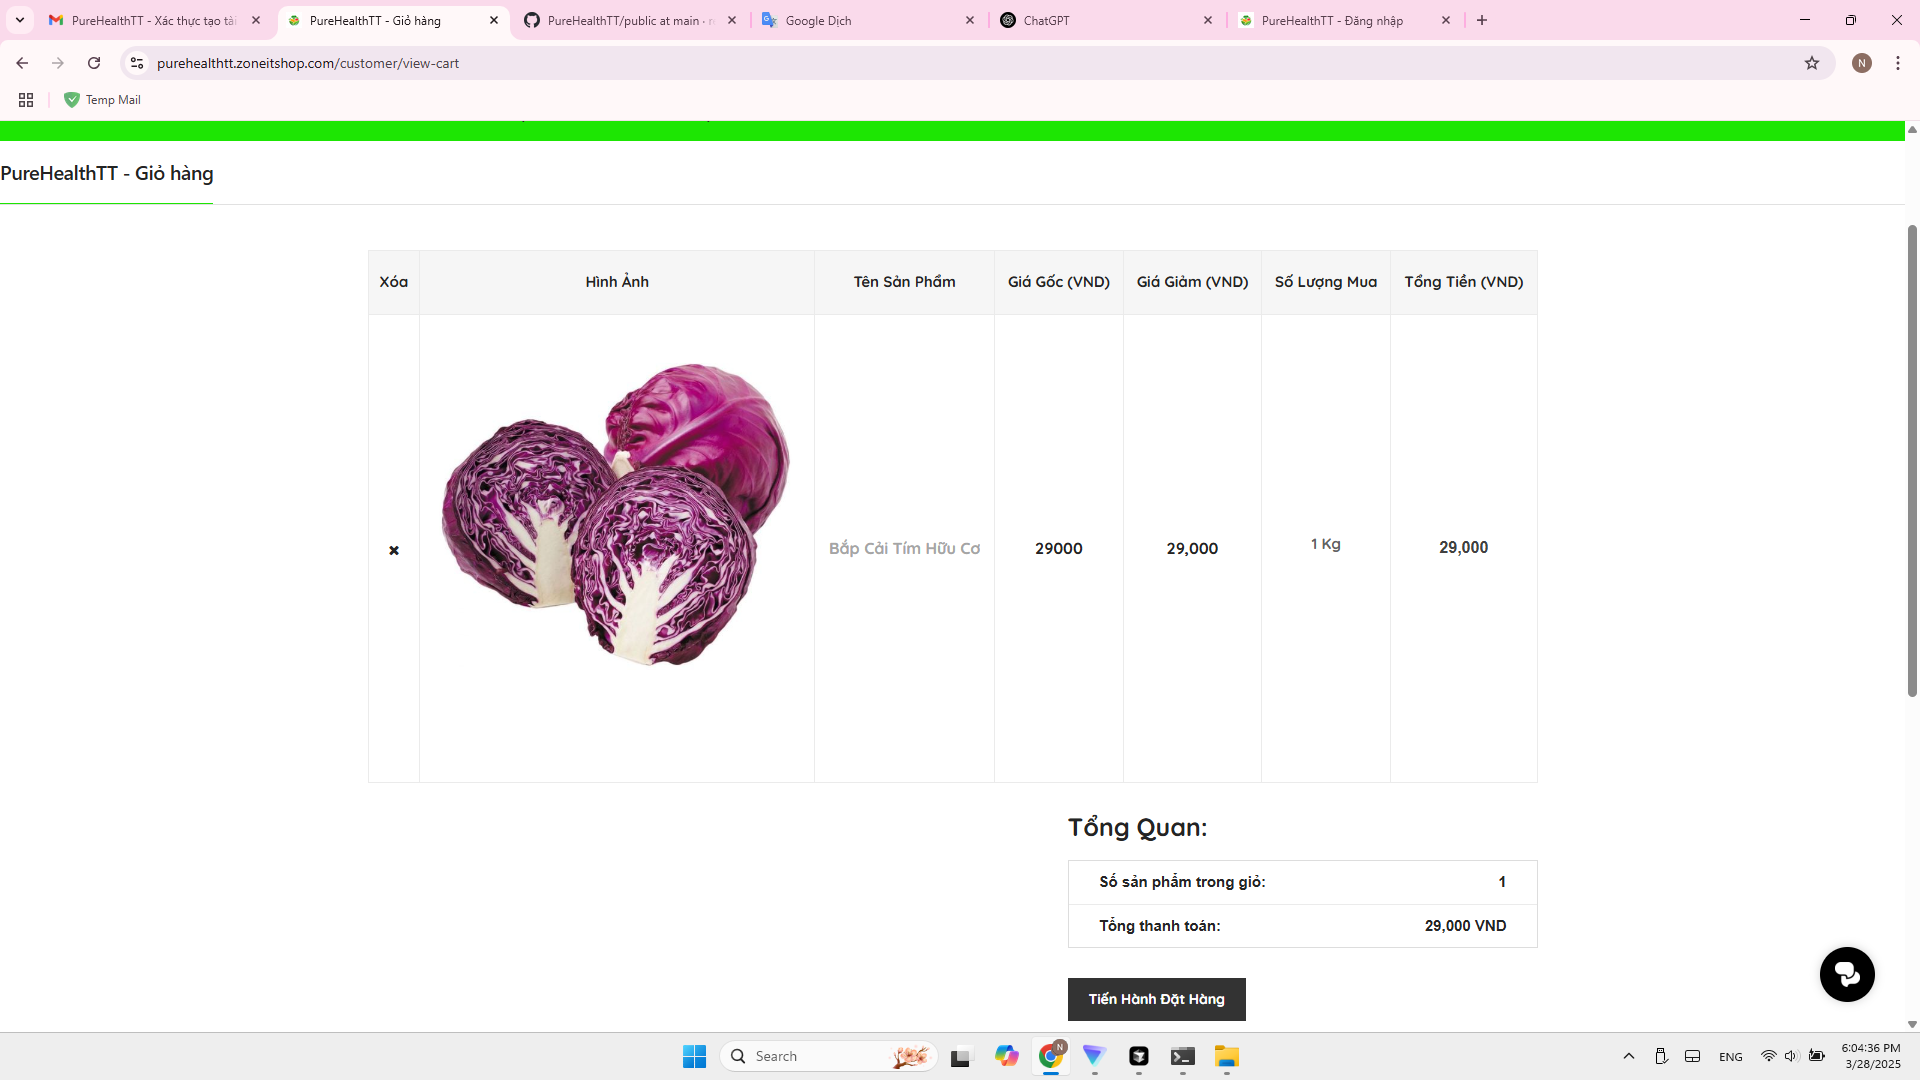 PureHealthTT - Xác thực tạo tài
PureHealthTT - Giỏ hàng
PureHealthTT/public at main ·
Google Dịch
ChatGPT
PureHealthTT - Đăng nhập
purehealthtt.zoneitshop.com/customer/view-cart
N
Temp Mail
PureHealthTT - Giỏ hàng
Xóa Hình Ảnh Tên Sản Phẩm Giá Gốc (VND) Giá Giảm (VND) Số Lượng Mua Tổng Tiền (VND)
Bắp Cải Tím Hữu Cơ 29000 29,000 1 Kg 29,000
Tổng Quan:
Số sản phẩm trong giỏ: 1
Tổng thanh toán: 29,000 VND
Tiến Hành Đặt Hàng
Search
N
ENG
6:04:36 PM
3/28/2025